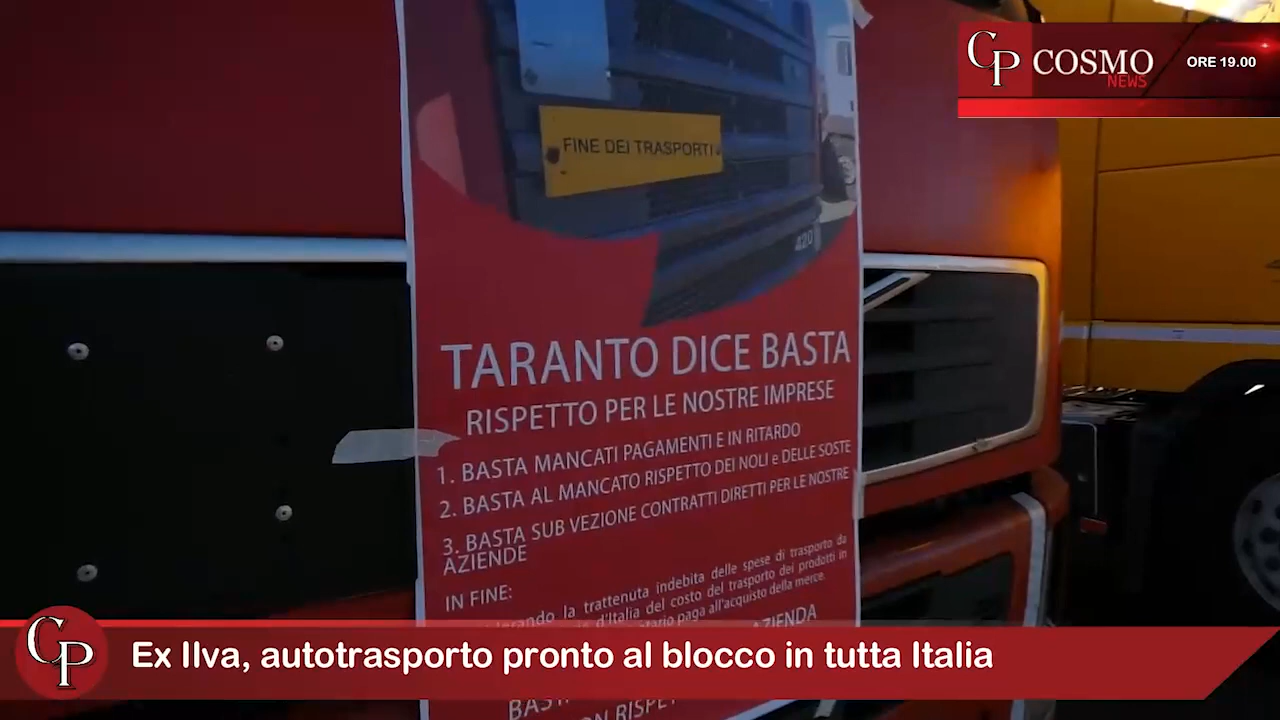 CP COSMO
NEWS
ORE 19.00
FINE DEI TRASPORTI
420
TARANTO DICE BASTA
RISPETTO PER LE NOSTRE IMPRESE
1. BASTA MANCATI PAGAMENTI E IN RITARDO
2. BASTA AL MANCATO RISPETTO DEI NOLI e DELLE SOSTE
3. BASTA SUB VEZIONE CONTRATTI DIRETTI PER LE NOSTRE
AZIENDE
IN FINE:
la trattenuta indebita delle spese di trasporto da
d'Italia del costo del trasporto dei prodotti in
paga all'acquisto della merce.
AZIENDA
CP
Ex Ilva, autotrasporto pronto al blocco in tutta Italia